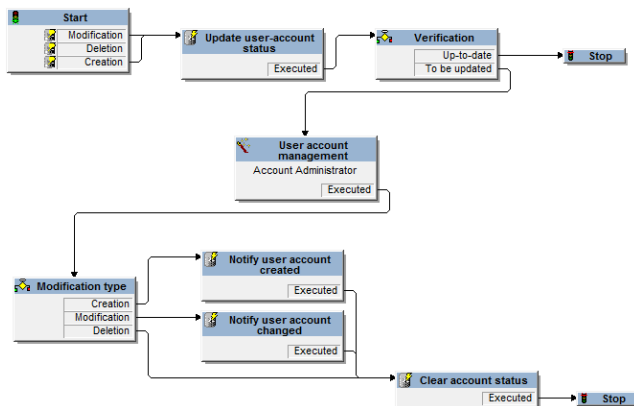 Start
Modification
Deletion
Creation
Update user-account
status
Executed
Verification
Up-to-date
To be updated
Stop
User account
management
Account Administrator
Executed
Modification type
Creation
Modification
Deletion
Notify user account
created
Executed
Notify user account
changed
Executed
Clear account status
Executed
Stop